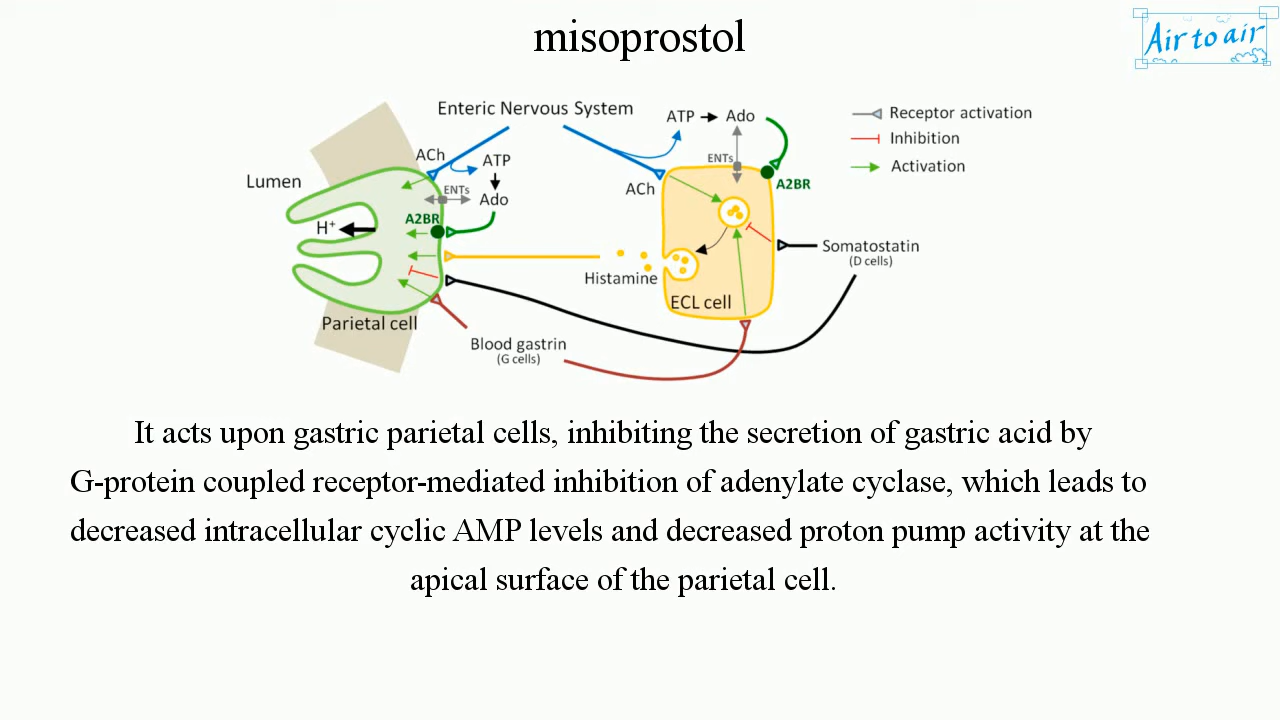 misoprostol
Air to air
Enteric Nervous System
ATP
Ado
Receptor activation
Inhibition
Activation
ACh
ATP
ENTs
Lumen
ENTs
Ado
ACh
A2BR
H⁺
A2BR
Somatostatin
(D cells)
Histamine
ECL cell
Parietal cell
Blood gastrin
(G cells)
It acts upon gastric parietal cells, inhibiting the secretion of gastric acid by
G-protein coupled receptor-mediated inhibition of adenylate cyclase, which leads to
decreased intracellular cyclic AMP levels and decreased proton pump activity at the
apical surface of the parietal cell.